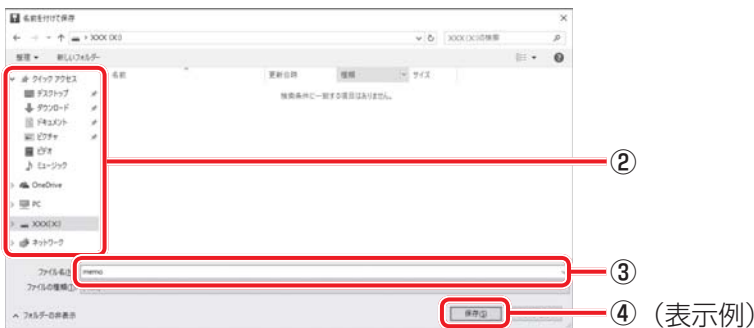 名前を付けて保存
XXX (X:)
XXX (X:)の検索
整理 新しいフォルダー
名前 更新日時 種類 サイズ
クイック アクセス
検索条件に一致する項目はありません。
デスクトップ
ダウンロード
ドキュメント
ピクチャ
ビデオ
ミュージック
②
OneDrive
PC
XXX(X:)
ネットワーク
ファイル名(N): memo
③
ファイルの種類(T):
フォルダーの非表示
保存(S)
④ (表示例)